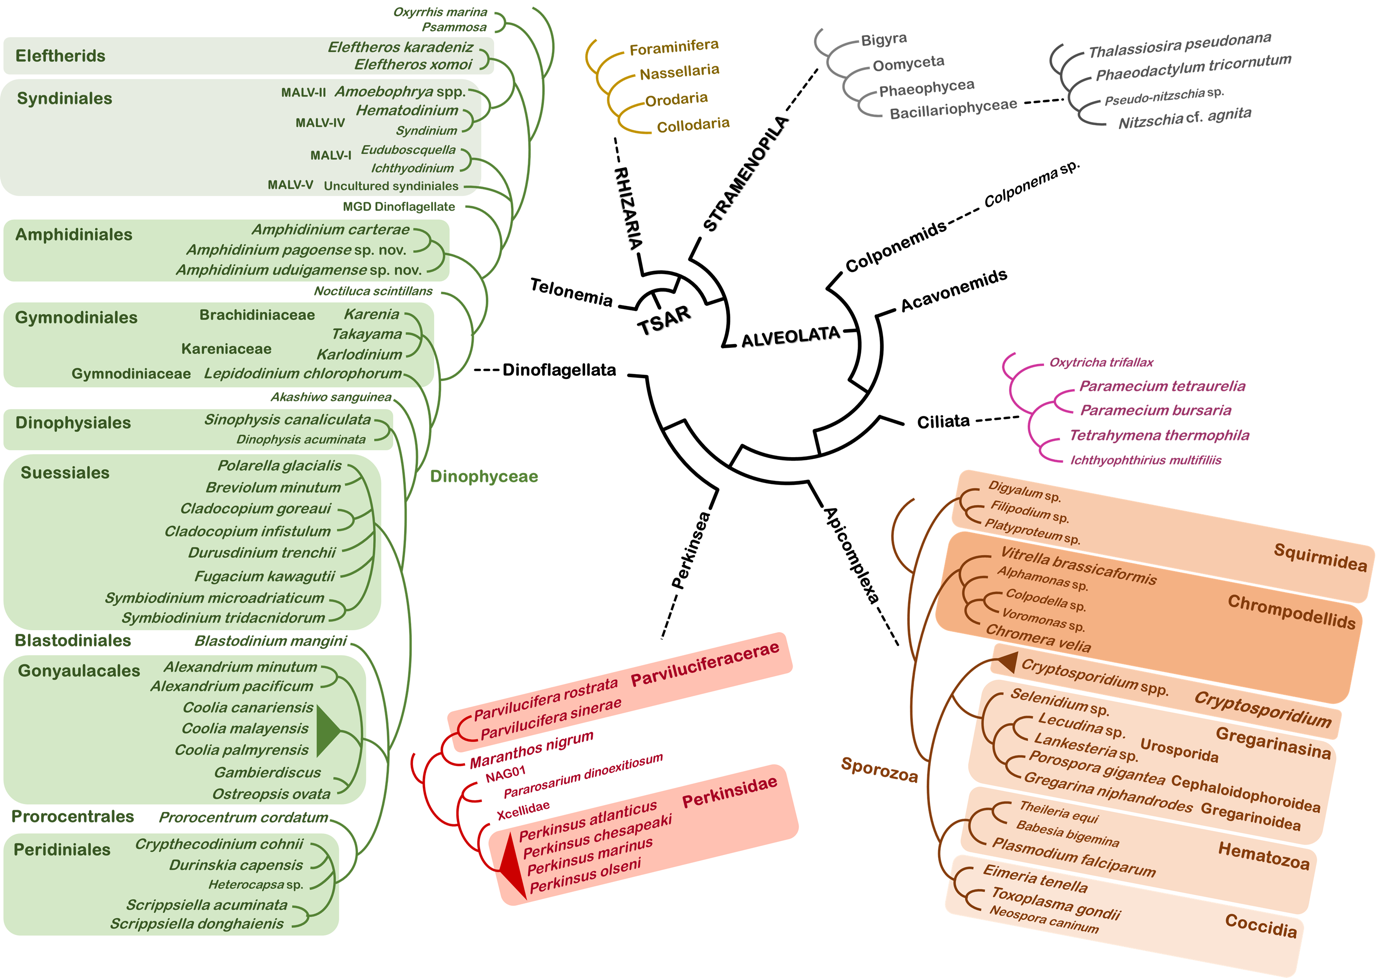 Oxyrrhis marina
Psammosa
Eleftherids
Eleftheros karadeniz
Eleftheros xomoi
Syndiniales
MALV-II Amoebophrya spp.
Hematodinium
MALV-IV
Syndinium
Euduboscquella
MALV-I
Ichthyodinium
MALV-V Uncultured syndiniales
MGD Dinoflagellate
Amphidiniales
Amphidinium carterae
Amphidinium pagoense sp. nov.
Amphidinium uduigamense sp. nov.
Noctiluca scintillans
Gymnodiniales
Brachidiniaceae Karenia
Takayama
Kareniaceae
Karlodinium
Gymnodiniaceae Lepidodinium chlorophorum
Akashiwo sanguinea
Dinophysiales
Sinophysis canaliculata
Dinophysis acuminata
Suessiales
Polarella glacialis
Breviolum minutum
Cladocopium goreaui
Cladocopium infistulum
Durusdinium trenchii
Fugacium kawagutii
Symbiodinium microadriaticum
Symbiodinium tridacnidorum
Dinophyceae
Blastodiniales Blastodinium mangini
Gonyaulacales
Alexandrium minutum
Alexandrium pacificum
Coolia canariensis
Coolia malayensis
Coolia palmyrensis
Gambierdiscus
Ostreopsis ovata
Prorocentrales Prorocentrum cordatum
Peridiniales
Crypthecodinium cohnii
Durinskia capensis
Heterocapsa sp.
Scrippsiella acuminata
Scrippsiella donghaienis
Foraminifera
Nassellaria
Orodaria
Collodaria
RHIZARIA
Bigyra
Oomyceta
Phaeophycea
Bacillariophyceae
STRAMENOPILA
Thalassiosira pseudonana
Phaeodactylum tricornutum
Pseudo-nitzschia sp.
Nitzschia cf. agnita
Telonemia
TSAR
ALVEOLATA
Colponemids
Colponema sp.
Acavonemids
Dinoflagellata
Ciliata
Oxytricha trifallax
Paramecium tetraurelia
Paramecium bursaria
Tetrahymena thermophila
Ichthyophthirius multifiliis
Perkinsea
Apicomplexa
Parvilucifera rostrata
Parviluciferacerae
Parvilucifera sinerae
Maranthos nigrum
NAG01
Pararosarium dinoexitiosum
Xcellidae
Perkinsidae
Perkinsus atlanticus
Perkinsus chesapeaki
Perkinsus marinus
Perkinsus olseni
Digyalum sp.
Filipodium sp.
Platyproteum sp.
Squirmidea
Vitrella brassicaformis
Alphamonas sp.
Colpodella sp.
Voromonas sp.
Chromera velia
Chrompodellids
Cryptosporidium spp.
Cryptosporidium
Sporozoa
Selenidium sp.
Gregarinasina
Lecudina sp.
Lankesteria sp.
Urosporida
Porospora gigantea Cephaloidophoroidea
Gregarina niphandrodes Gregarinoidea
Theileria equi
Babesia bigemina
Plasmodium falciparum
Hematozoa
Eimeria tenella
Toxoplasma gondii
Neospora caninum
Coccidia